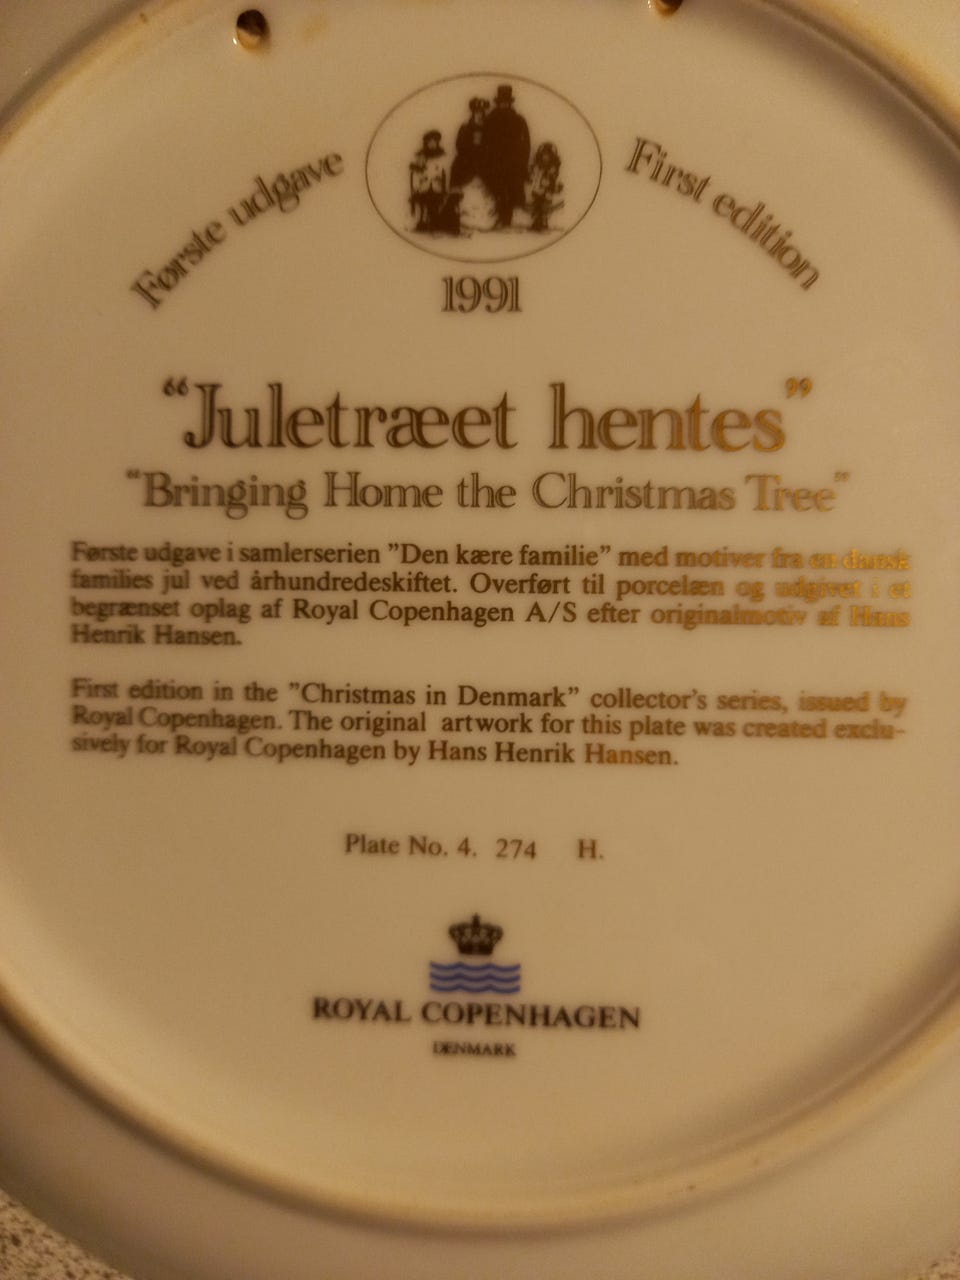 Første udgave
First edition
1991
“Juletræet hentes”
“Bringing Home the Christmas Tree”
Første udgave i samlerserien ”Den kære familie” med motiver fra en dansk
families jul ved århundredeskiftet. Overført til porcelæn og udgivet i et
begrænset oplag af Royal Copenhagen A/S efter originalmotiv af Hans
Henrik Hansen.
First edition in the ”Christmas in Denmark” collector’s series, issued by
Royal Copenhagen. The original artwork for this plate was created exclu-
sively for Royal Copenhagen by Hans Henrik Hansen.
Plate No. 4. 274 H.
ROYAL COPENHAGEN
DENMARK